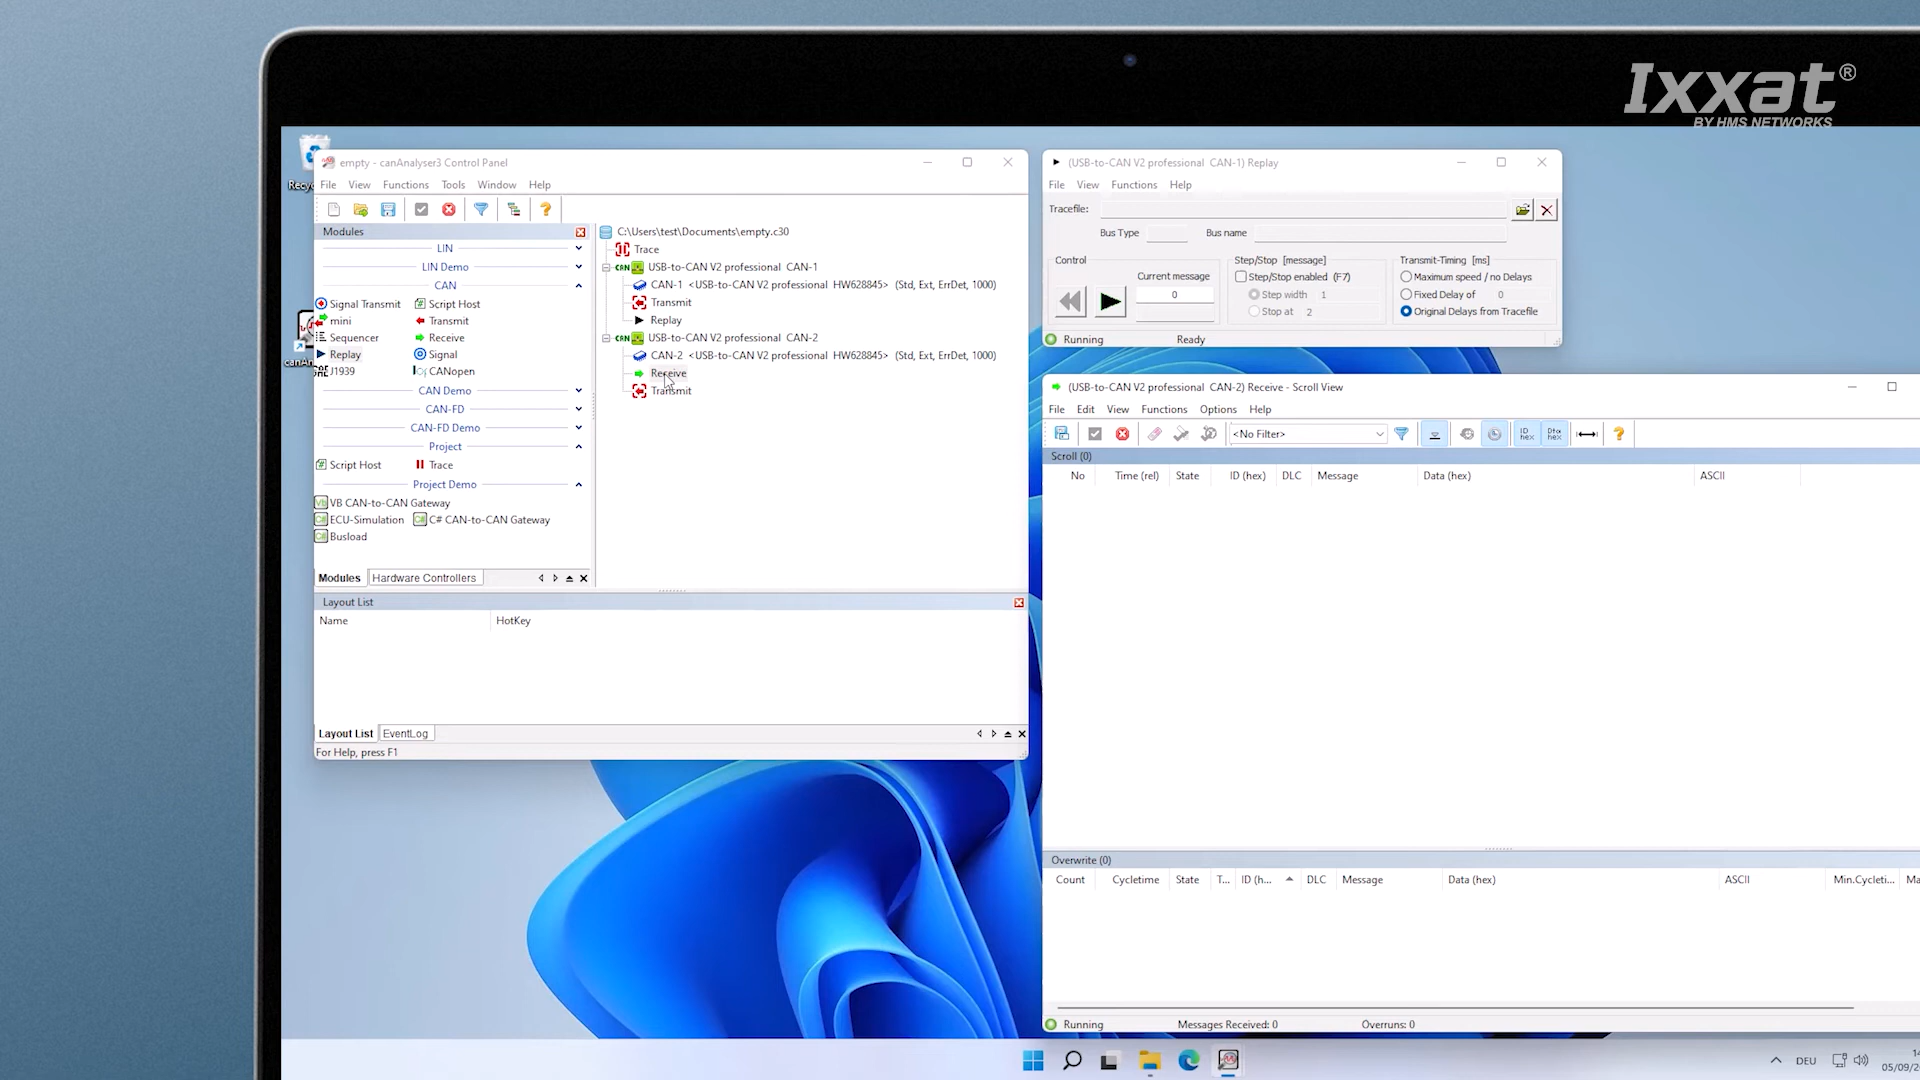 Ixxat®
BY HMS NETWORKS
empty - canAnalyser3 Control Panel
File View Functions Tools Window Help
Modules
LIN
LIN Demo
CAN
Signal Transmit Script Host
mini Transmit
Sequencer Receive
Replay Signal
J1939 CANopen
CAN Demo
CAN-FD
CAN-FD Demo
Project
Script Host Trace
Project Demo
VB CAN-to-CAN Gateway
ECU-Simulation C# CAN-to-CAN Gateway
Busload
Modules Hardware Controllers
C:\Users\test\Documents\empty.c30
Trace
USB-to-CAN V2 professional CAN-1
CAN-1 <USB-to-CAN V2 professional HW628845> (Std, Ext, ErrDet, 1000)
Transmit
Replay
USB-to-CAN V2 professional CAN-2
CAN-2 <USB-to-CAN V2 professional HW628845> (Std, Ext, ErrDet, 1000)
Receive
Transmit
Layout List
Name HotKey
Layout List EventLog
For Help, press F1
(USB-to-CAN V2 professional CAN-1) Replay
File View Functions Help
Tracefile:
Bus Type Bus name
Control
Current message
0
Step/Stop [message]
Step/Stop enabled (F7)
Step width 1
Stop at 2
Transmit-Timing [ms]
Maximum speed / no Delays
Fixed Delay of 0
Original Delays from Tracefile
Running Ready
(USB-to-CAN V2 professional CAN-2) Receive - Scroll View
File Edit View Functions Options Help
<No Filter>
ID hex
Dta hex
Scroll (0)
No Time (rel) State ID (hex) DLC Message Data (hex) ASCII
Overwrite (0)
Count Cycletime State T... ID (h... DLC Message Data (hex) ASCII Min.Cycleti... Ma
Running Messages Received: 0 Overruns: 0
DEU
05/09/2